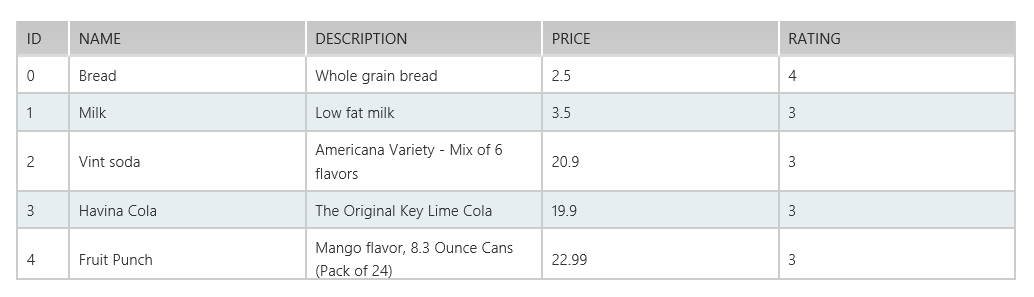 ID NAME DESCRIPTION PRICE RATING
0 Bread Whole grain bread 2.5 4
1 Milk Low fat milk 3.5 3
2 Vint soda Americana Variety - Mix of 6 flavors 20.9 3
3 Havina Cola The Original Key Lime Cola 19.9 3
4 Fruit Punch Mango flavor, 8.3 Ounce Cans (Pack of 24) 22.99 3